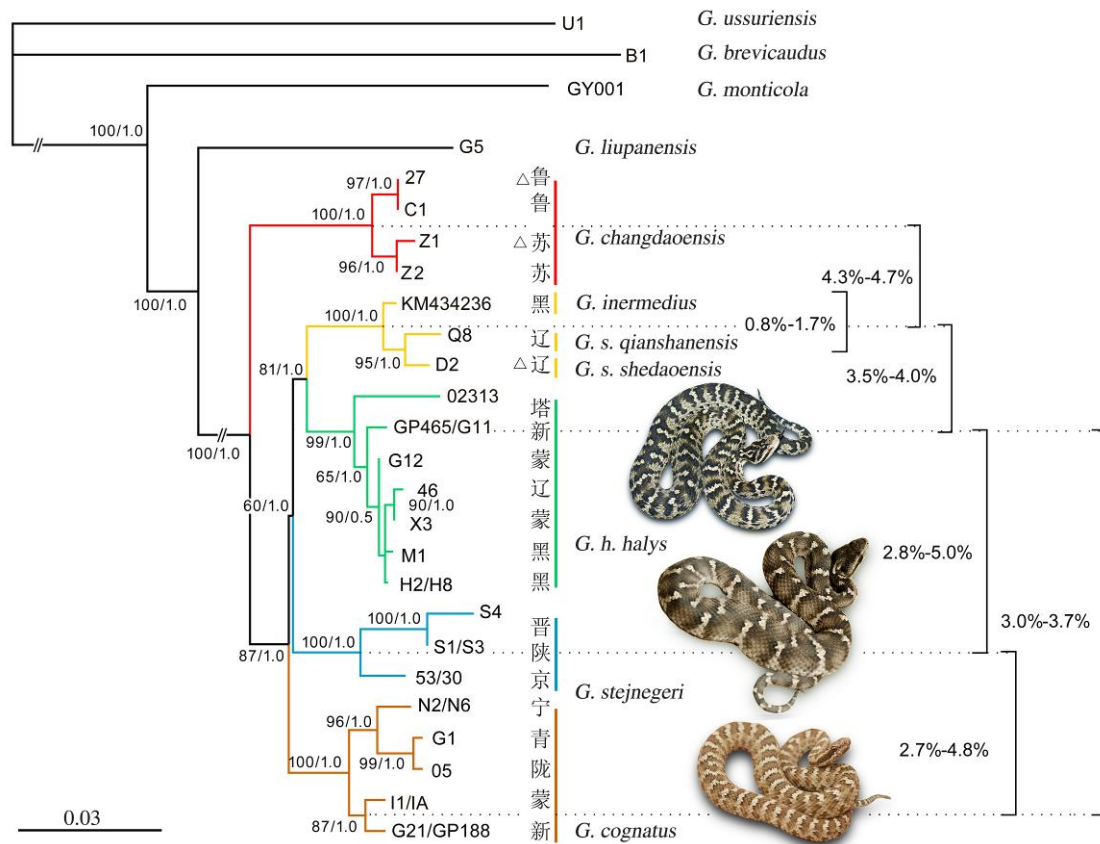 U1 G. ussuriensis
B1 G. brevicaudus
GY001 G. monticola
100/1.0
G5 G. liupanensis
97/1.0 27 △鲁
100/1.0 C1 鲁
G. changdaoensis
Z1 △苏
96/1.0 Z2 苏
4.3%-4.7%
100/1.0
KM434236 黑 G. inermedius
100/1.0 0.8%-1.7%
Q8 辽 G. s. qianshanensis
95/1.0 D2 △辽 G. s. shedaoensis
81/1.0 3.5%-4.0%
02313 塔
GP465/G11 新
99/1.0
100/1.0
G12 蒙
65/1.0
46 辽
90/1.0
60/1.0 90/0.5
X3 蒙
M1 黑 G. h. halys 2.8%-5.0%
H2/H8 黑
100/1.0 S4 晋
3.0%-3.7%
100/1.0 S1/S3 陕
87/1.0
53/30 京
G. stejnegeri
N2/N6 宁
96/1.0
G1 青
2.7%-4.8%
100/1.0 99/1.0 05 陇
I1/IA 蒙
0.03
87/1.0 G21/GP188 新 G. cognatus